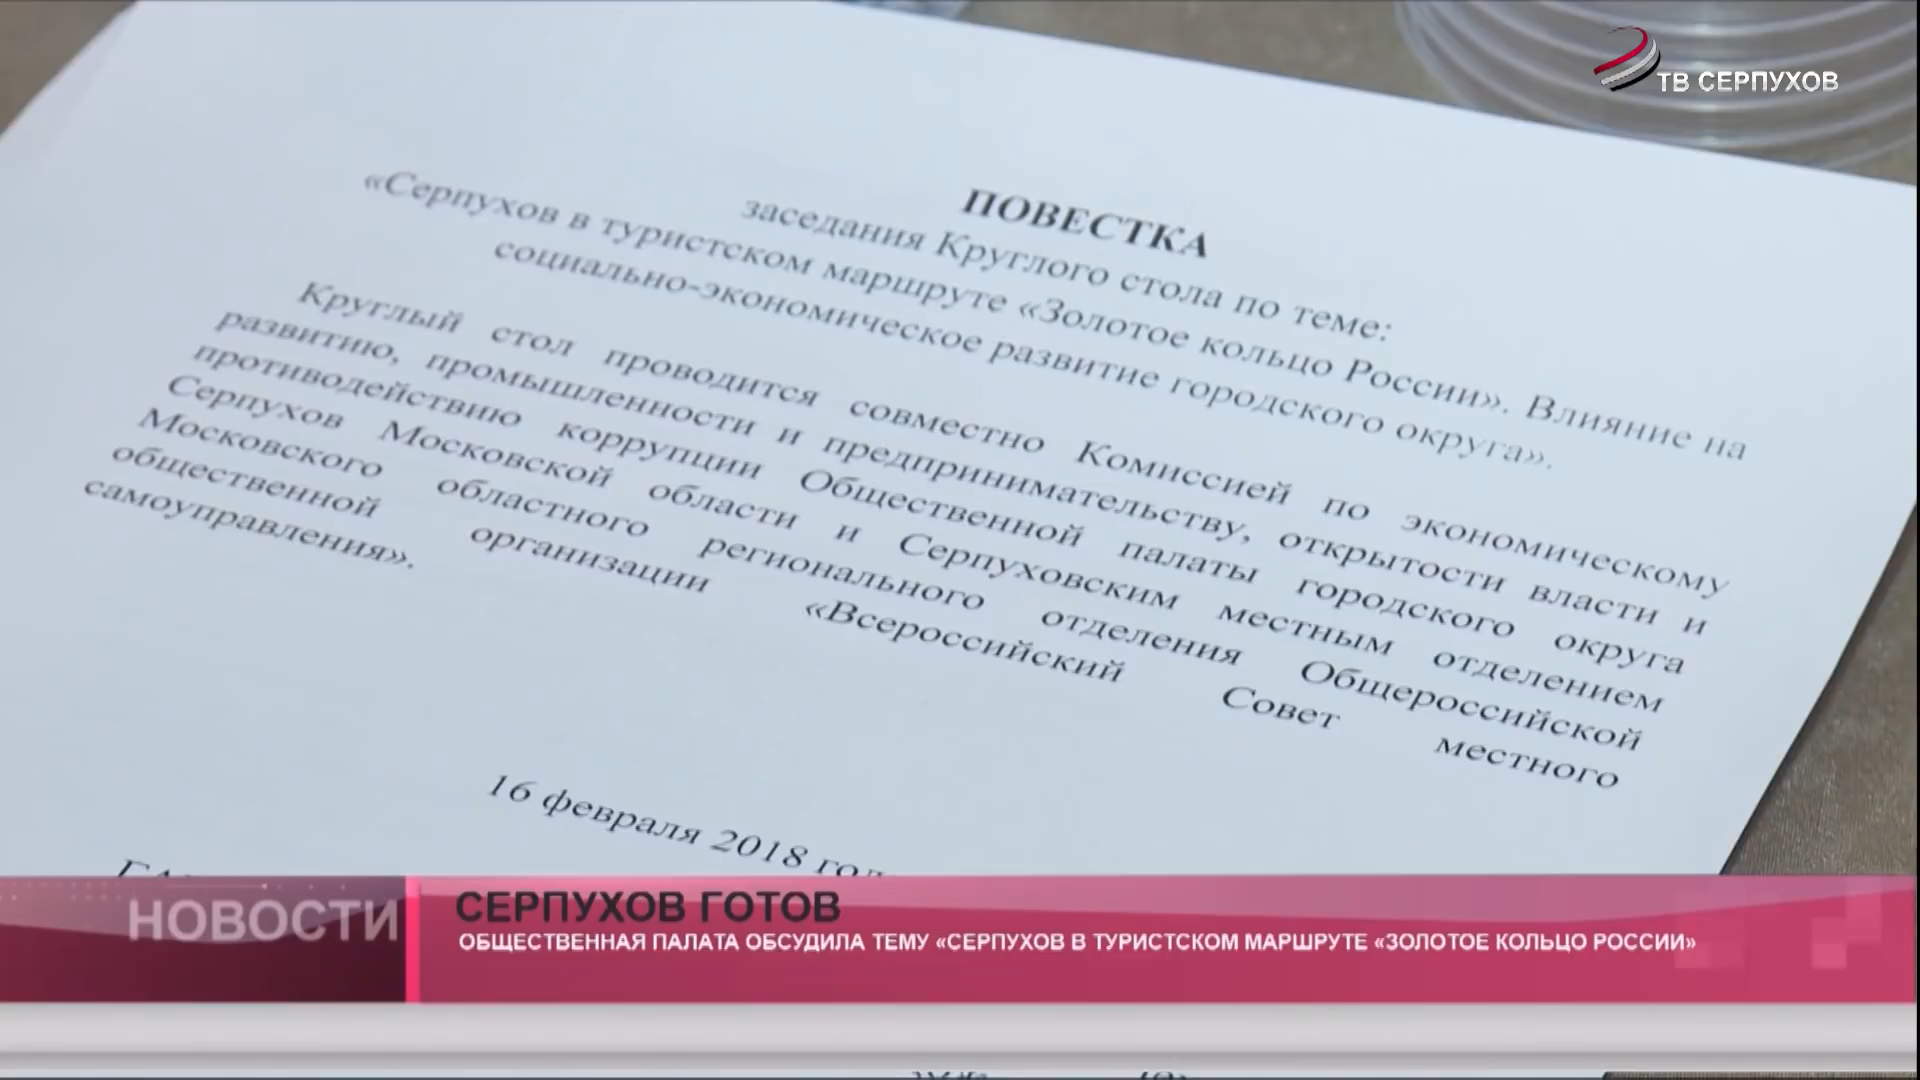 ТВ СЕРПУХОВ
ПОВЕСТКА
заседания Круглого стола по теме:
«Серпухов в туристском маршруте «Золотое кольцо России». Влияние на
социально-экономическое развитие городского округа».
Круглый стол проводится совместно Комиссией по экономическому
развитию, промышленности и предпринимательству, открытости власти и
противодействию коррупции Общественной палаты городского округа
Серпухов Московской области и Серпуховским местным отделением
Московского областного регионального отделения Общероссийской
общественной организации «Всероссийский Совет местного
самоуправления».
16 февраля 2018
НОВОСТИ
СЕРПУХОВ ГОТОВ
ОБЩЕСТВЕННАЯ ПАЛАТА ОБСУДИЛА ТЕМУ «СЕРПУХОВ В ТУРИСТСКОМ МАРШРУТЕ «ЗОЛОТОЕ КОЛЬЦО РОССИИ»